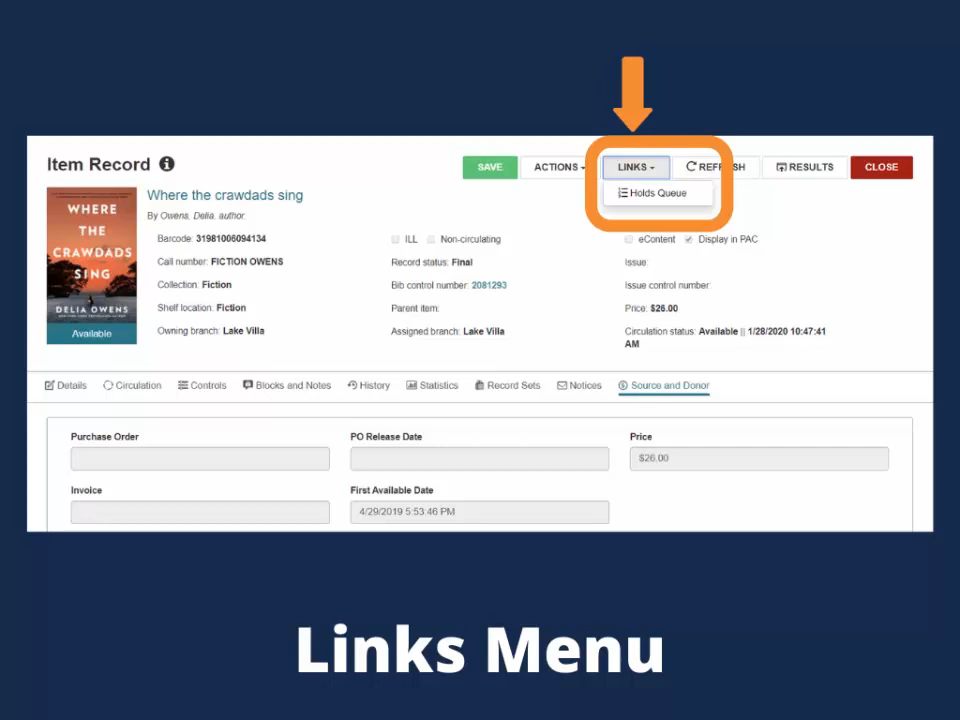 Item Record
SAVE ACTIONS LINKS REFRESH RESULTS CLOSE
Holds Queue
WHERE
THE
CRAWDADS
SING
DELIA OWENS
Available
Where the crawdads sing
By Owens, Delia, author.
Barcode: 31981006094134
Call number: FICTION OWENS
Collection: Fiction
Shelf location: Fiction
Owning branch: Lake Villa
ILL Non-circulating
Record status: Final
Bib control number: 2081293
Parent item:
Assigned branch: Lake Villa
eContent Display in PAC
Issue:
Issue control number:
Price: $26.00
Circulation status: Available || 1/28/2020 10:47:41
AM
Details Circulation Controls Blocks and Notes History Statistics Record Sets Notices Source and Donor
Purchase Order PO Release Date Price
$26.00
Invoice First Available Date
4/29/2019 5:53:46 PM
Links Menu